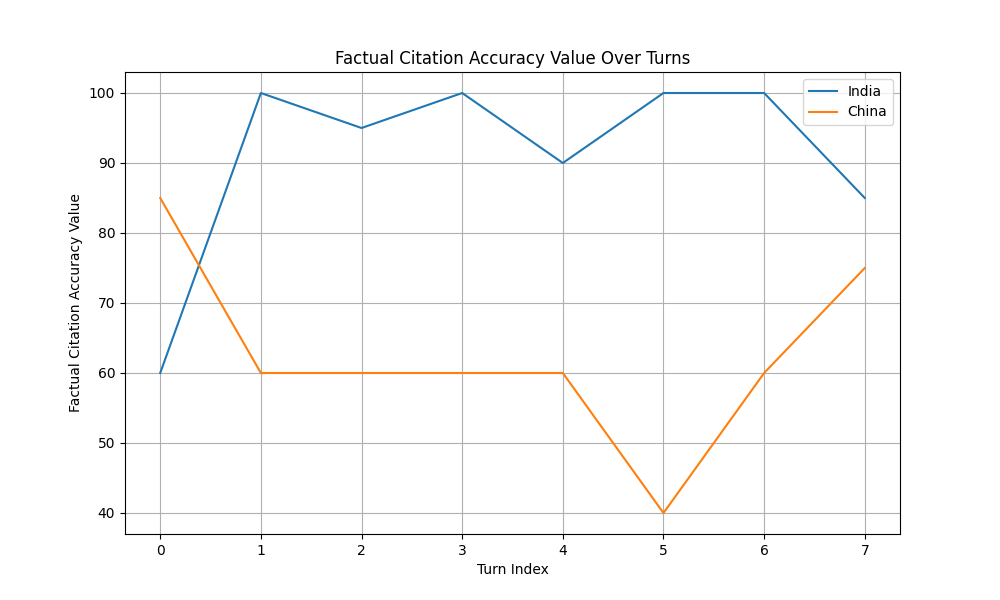 Factual Citation Accuracy Value Over Turns
India
China
Factual Citation Accuracy Value
100
90
80
70
60
50
40
0 1 2 3 4 5 6 7
Turn Index